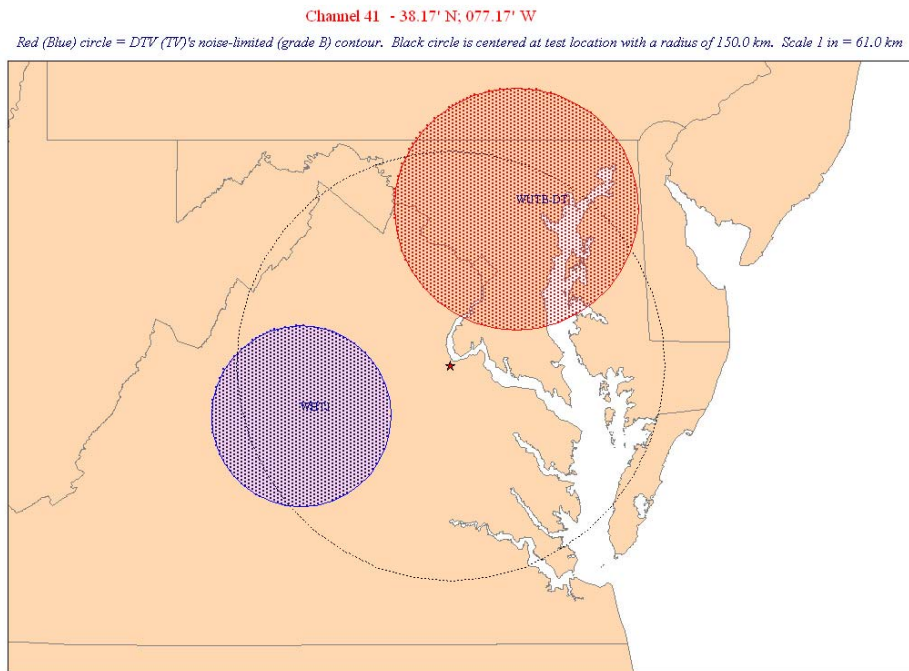 Channel 41 - 38.17' N; 077.17' W
Red (Blue) circle = DTV (TV)'s noise-limited (grade B) contour. Black circle is centered at test location with a radius of 150.0 km. Scale 1 in = 61.0 km
WUTB-DT
WHTJ